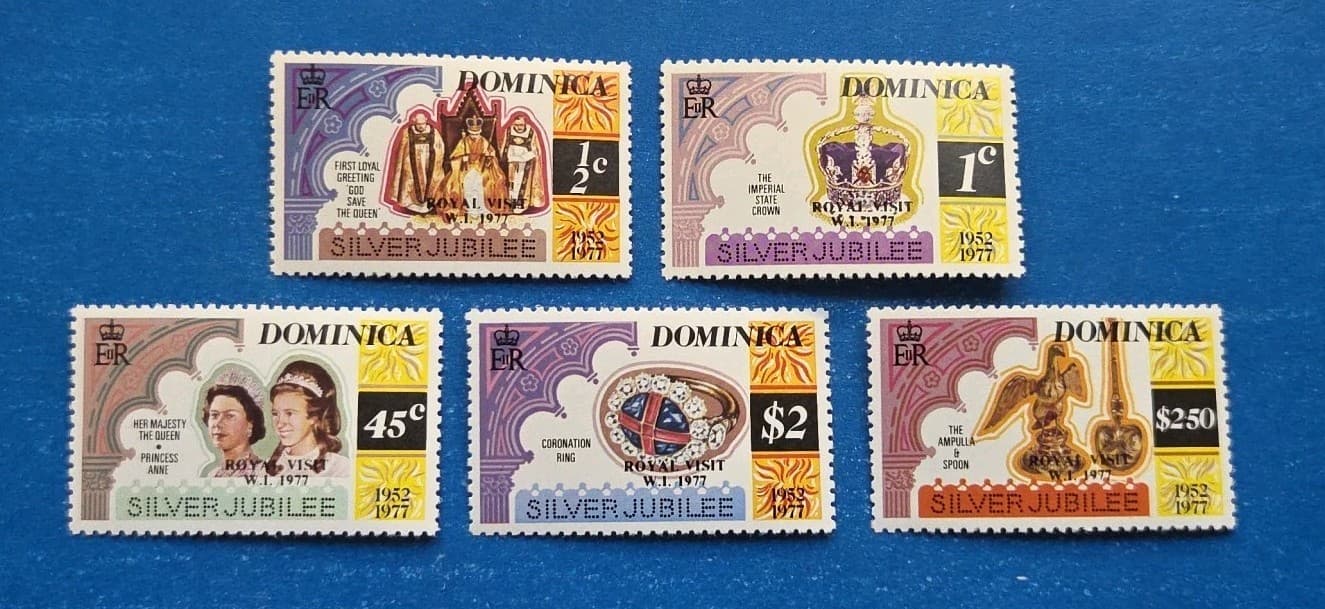 EIIR
DOMINICA
½c
FIRST LOYAL
GREETING
'GOD
SAVE
THE QUEEN'
ROYAL VISIT
W.I. 1977
SILVER JUBILEE
1952
1977
EIIR
DOMINICA
1c
THE
IMPERIAL
STATE
CROWN
ROYAL VISIT
W.I. 1977
SILVER JUBILEE
1952
1977
EIIR
DOMINICA
45c
HER MAJESTY
THE QUEEN
•
PRINCESS
ANNE
ROYAL VISIT
W.I. 1977
SILVER JUBILEE
1952
1977
EIIR
DOMINICA
$2
CORONATION
RING
ROYAL VISIT
W.I. 1977
SILVER JUBILEE
1952
1977
EIIR
DOMINICA
$2.50
THE
AMPULLA
&
SPOON
ROYAL VISIT
W.I. 1977
SILVER JUBILEE
1952
1977